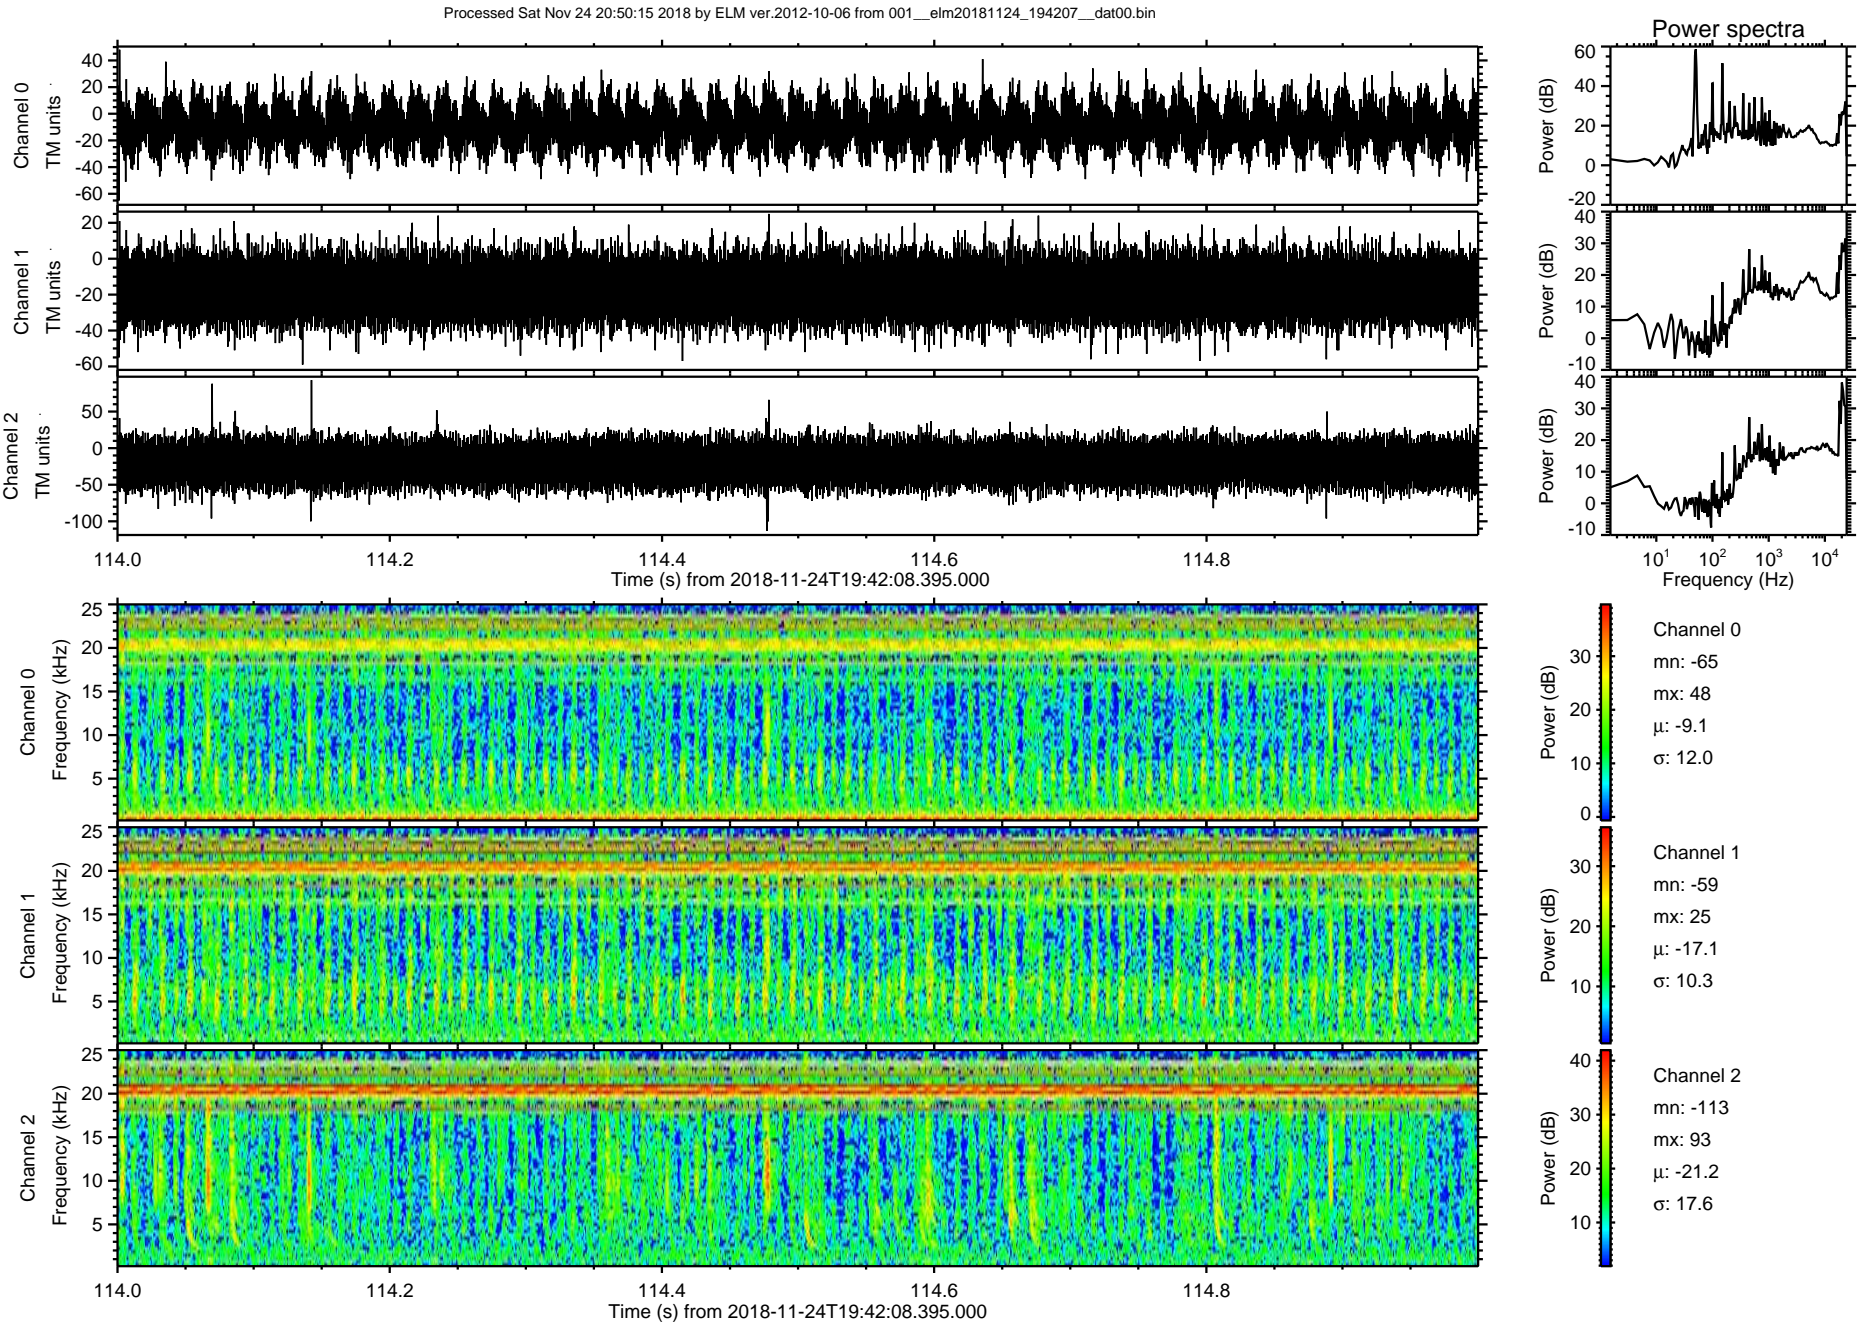 Processed Sat Nov 24 20:50:15 2018 by ELM ver.2012-10-06 from 001__elm20181124_194207__dat00.bin
Power spectra
Channel 0
TM units
40
20
0
-20
-40
-60
Power (dB)
60
40
20
0
-20
Channel 1
TM units
20
0
-20
-40
-60
Power (dB)
40
30
20
10
0
-10
Channel 2
TM units
50
0
-50
-100
Power (dB)
40
30
20
10
0
-10
114.0 114.2 114.4 114.6 114.8
Time (s) from 2018-11-24T19:42:08.395.000
10^1 10^2 10^3 10^4
Frequency (Hz)
Channel 0
Frequency (kHz)
25
20
15
10
5
Power (dB)
30
20
10
0
Channel 0
mn: -65
mx: 48
μ: -9.1
σ: 12.0
Channel 1
Frequency (kHz)
25
20
15
10
5
Power (dB)
30
20
10
Channel 1
mn: -59
mx: 25
μ: -17.1
σ: 10.3
Channel 2
Frequency (kHz)
25
20
15
10
5
Power (dB)
40
30
20
10
Channel 2
mn: -113
mx: 93
μ: -21.2
σ: 17.6
114.0 114.2 114.4 114.6 114.8
Time (s) from 2018-11-24T19:42:08.395.000